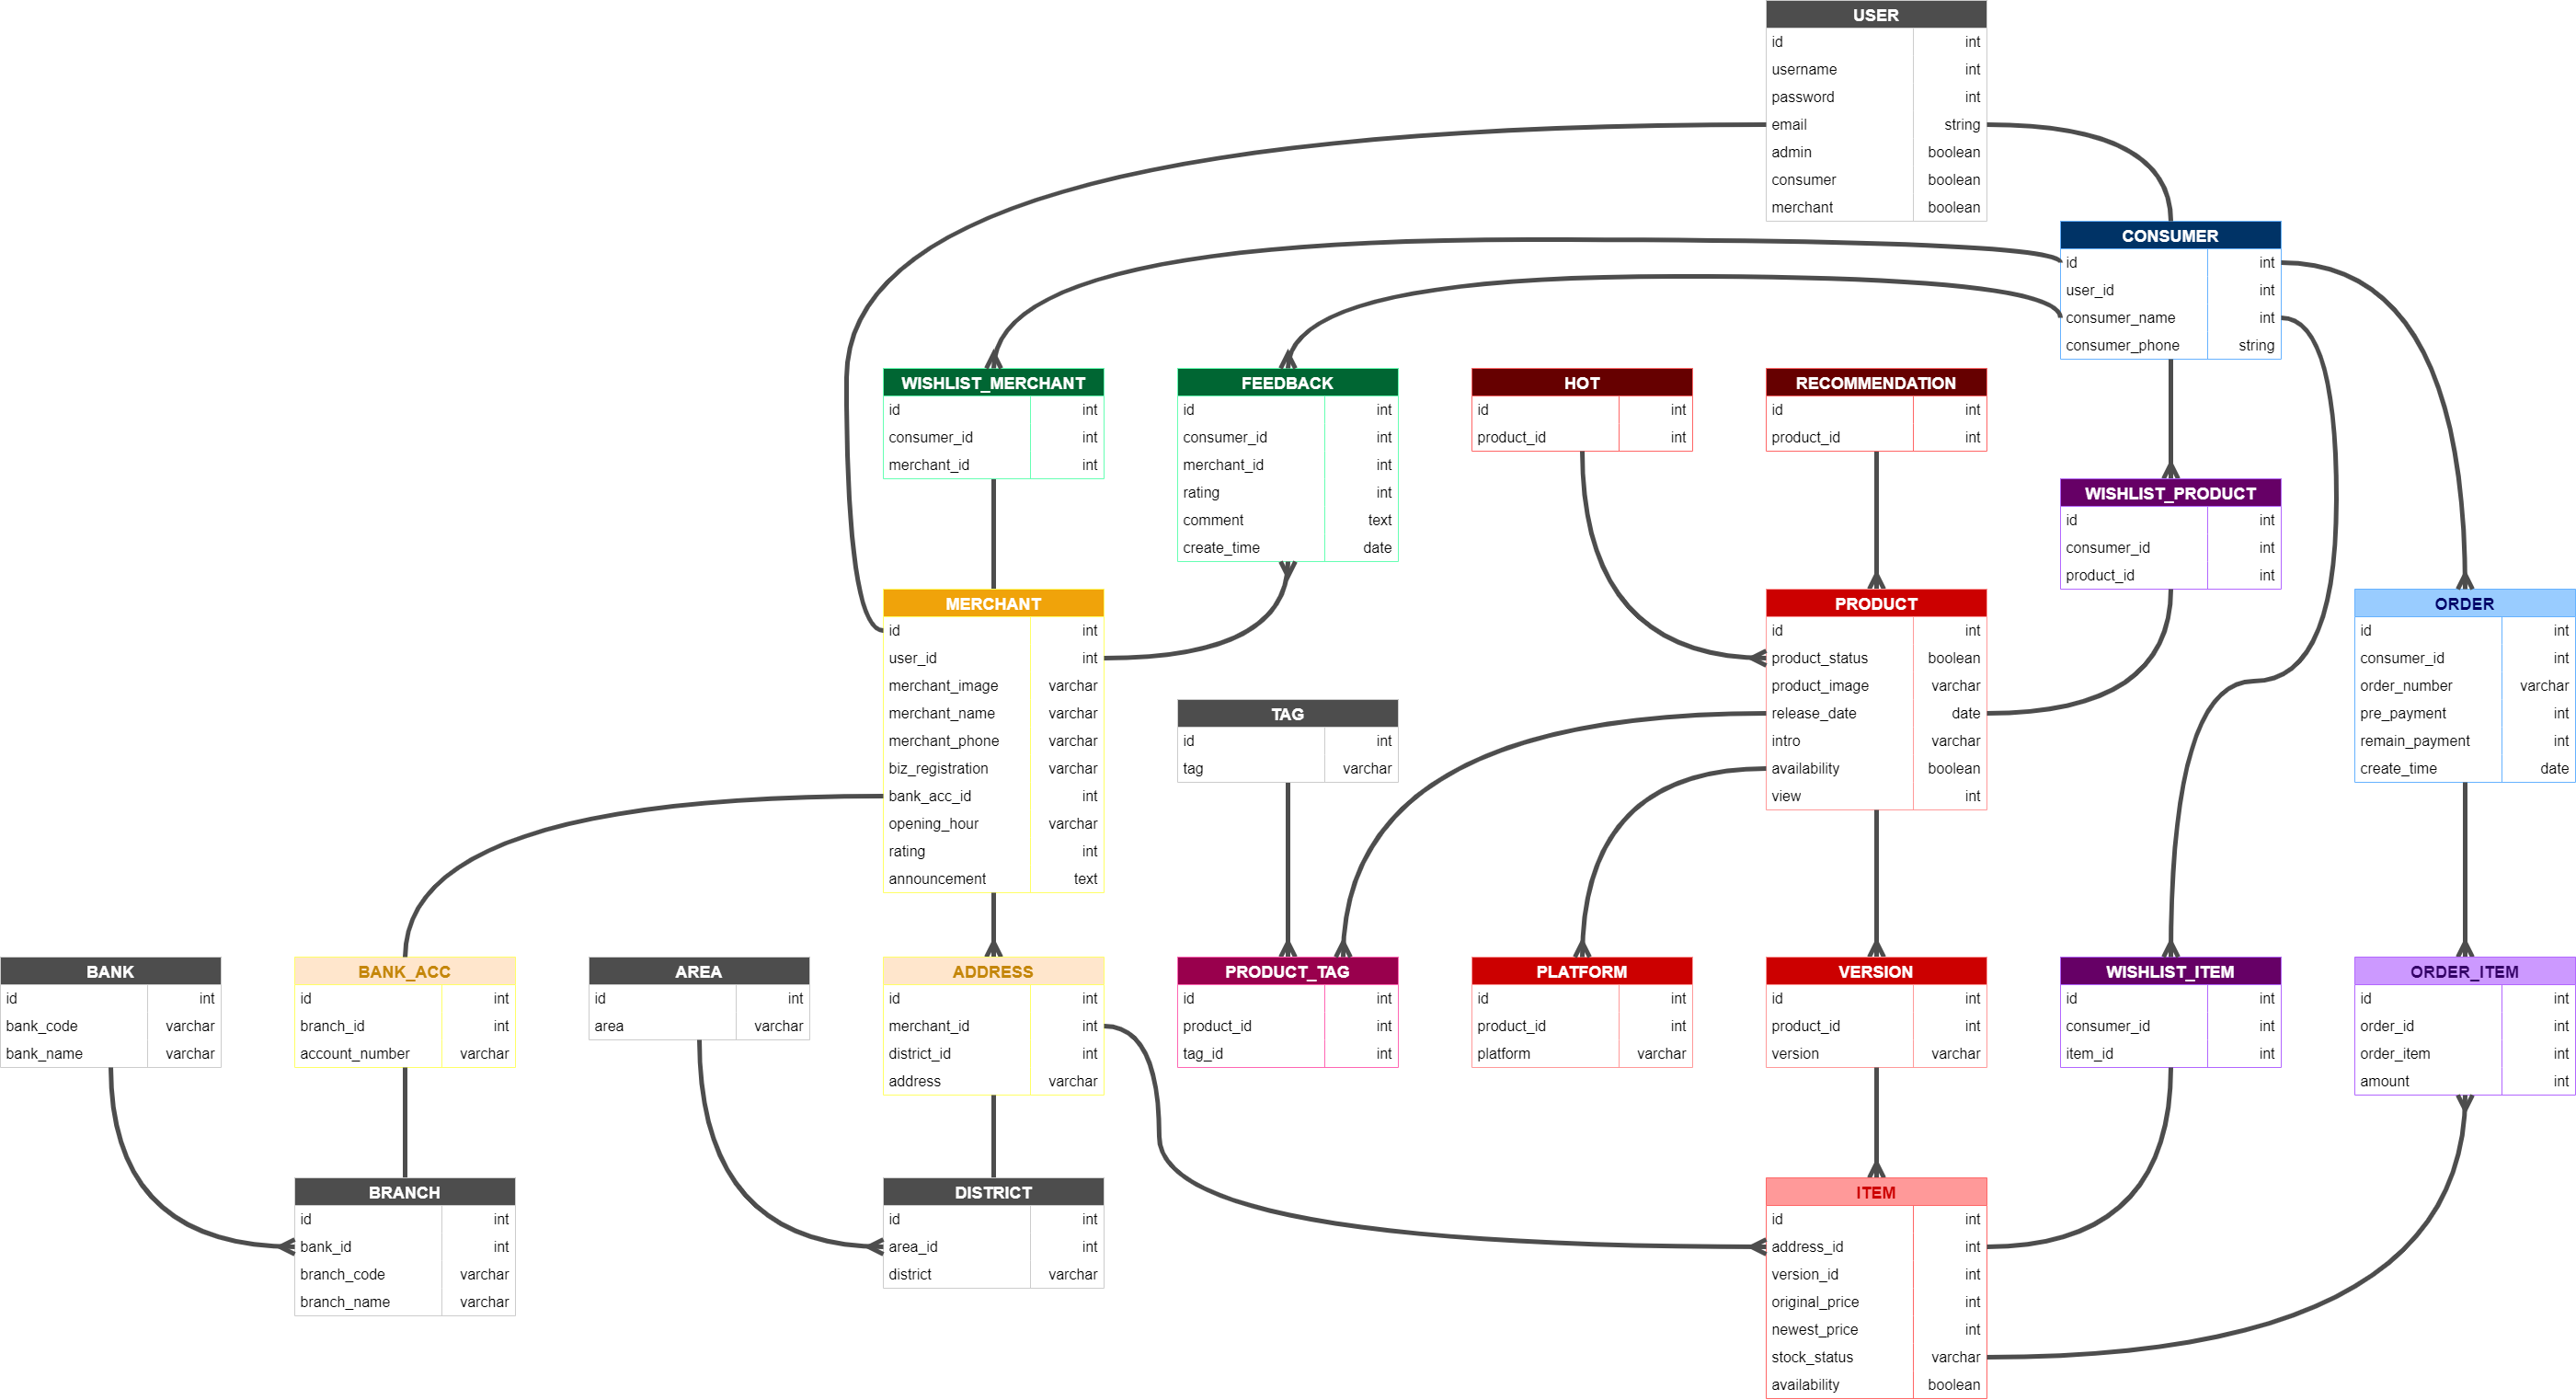 USER
id int
username int
password int
email string
admin boolean
consumer boolean
merchant boolean
CONSUMER
id int
user_id int
consumer_name int
consumer_phone string
WISHLIST_MERCHANT
id int
consumer_id int
merchant_id int
FEEDBACK
id int
consumer_id int
merchant_id int
rating int
comment text
create_time date
HOT
id int
product_id int
RECOMMENDATION
id int
product_id int
WISHLIST_PRODUCT
id int
consumer_id int
product_id int
MERCHANT
id int
user_id int
merchant_image varchar
merchant_name varchar
merchant_phone varchar
biz_registration varchar
bank_acc_id int
opening_hour varchar
rating int
announcement text
TAG
id int
tag varchar
PRODUCT
id int
product_status boolean
product_image varchar
release_date date
intro varchar
availability boolean
view int
ORDER
id int
consumer_id int
order_number varchar
pre_payment int
remain_payment int
create_time date
BANK
id int
bank_code varchar
bank_name varchar
BANK_ACC
id int
branch_id int
account_number varchar
AREA
id int
area varchar
ADDRESS
id int
merchant_id int
district_id int
address varchar
PRODUCT_TAG
id int
product_id int
tag_id int
PLATFORM
id int
product_id int
platform varchar
VERSION
id int
product_id int
version varchar
WISHLIST_ITEM
id int
consumer_id int
item_id int
ORDER_ITEM
id int
order_id int
order_item int
amount int
BRANCH
id int
bank_id int
branch_code varchar
branch_name varchar
DISTRICT
id int
area_id int
district varchar
ITEM
id int
address_id int
version_id int
original_price int
newest_price int
stock_status varchar
availability boolean